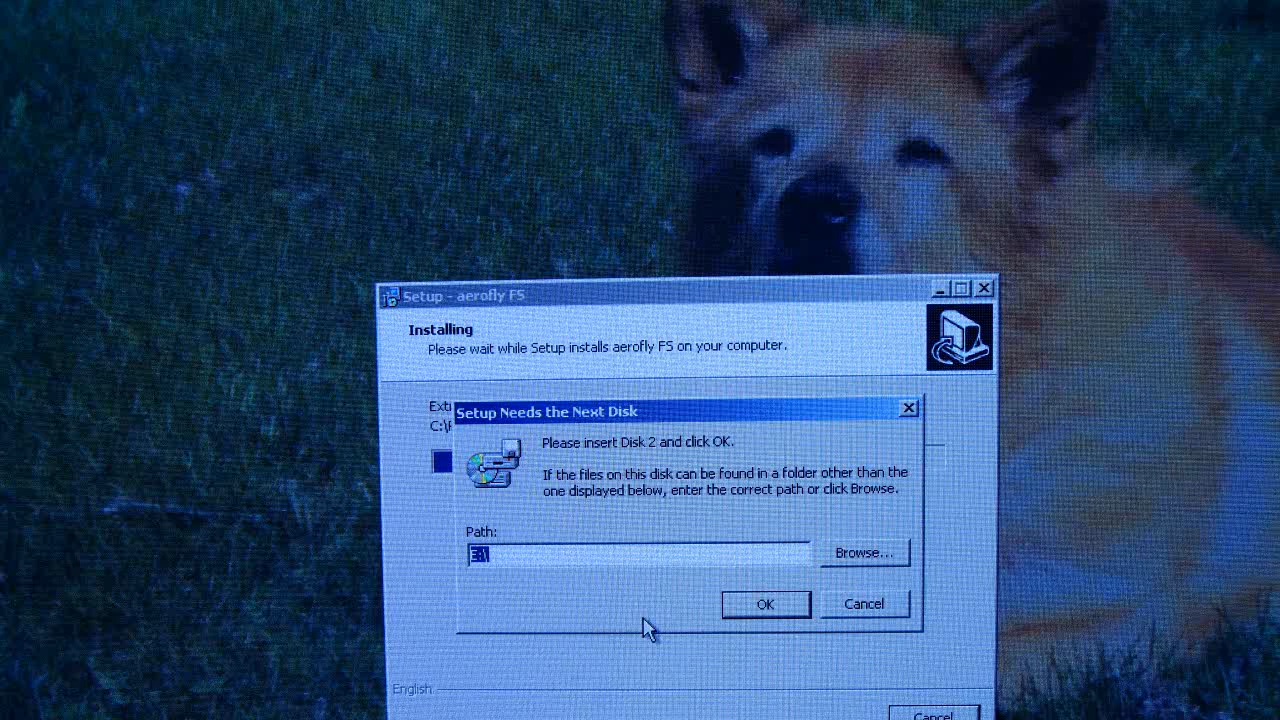 Setup - aerofly FS
Installing
Please wait while Setup installs aerofly FS on your computer.
Setup Needs the Next Disk
Please insert Disk 2 and click OK.
If the files on this disk can be found in a folder other than the
one displayed below, enter the correct path or click Browse.
Path:
E:\
Browse...
OK
Cancel
English
Cancel